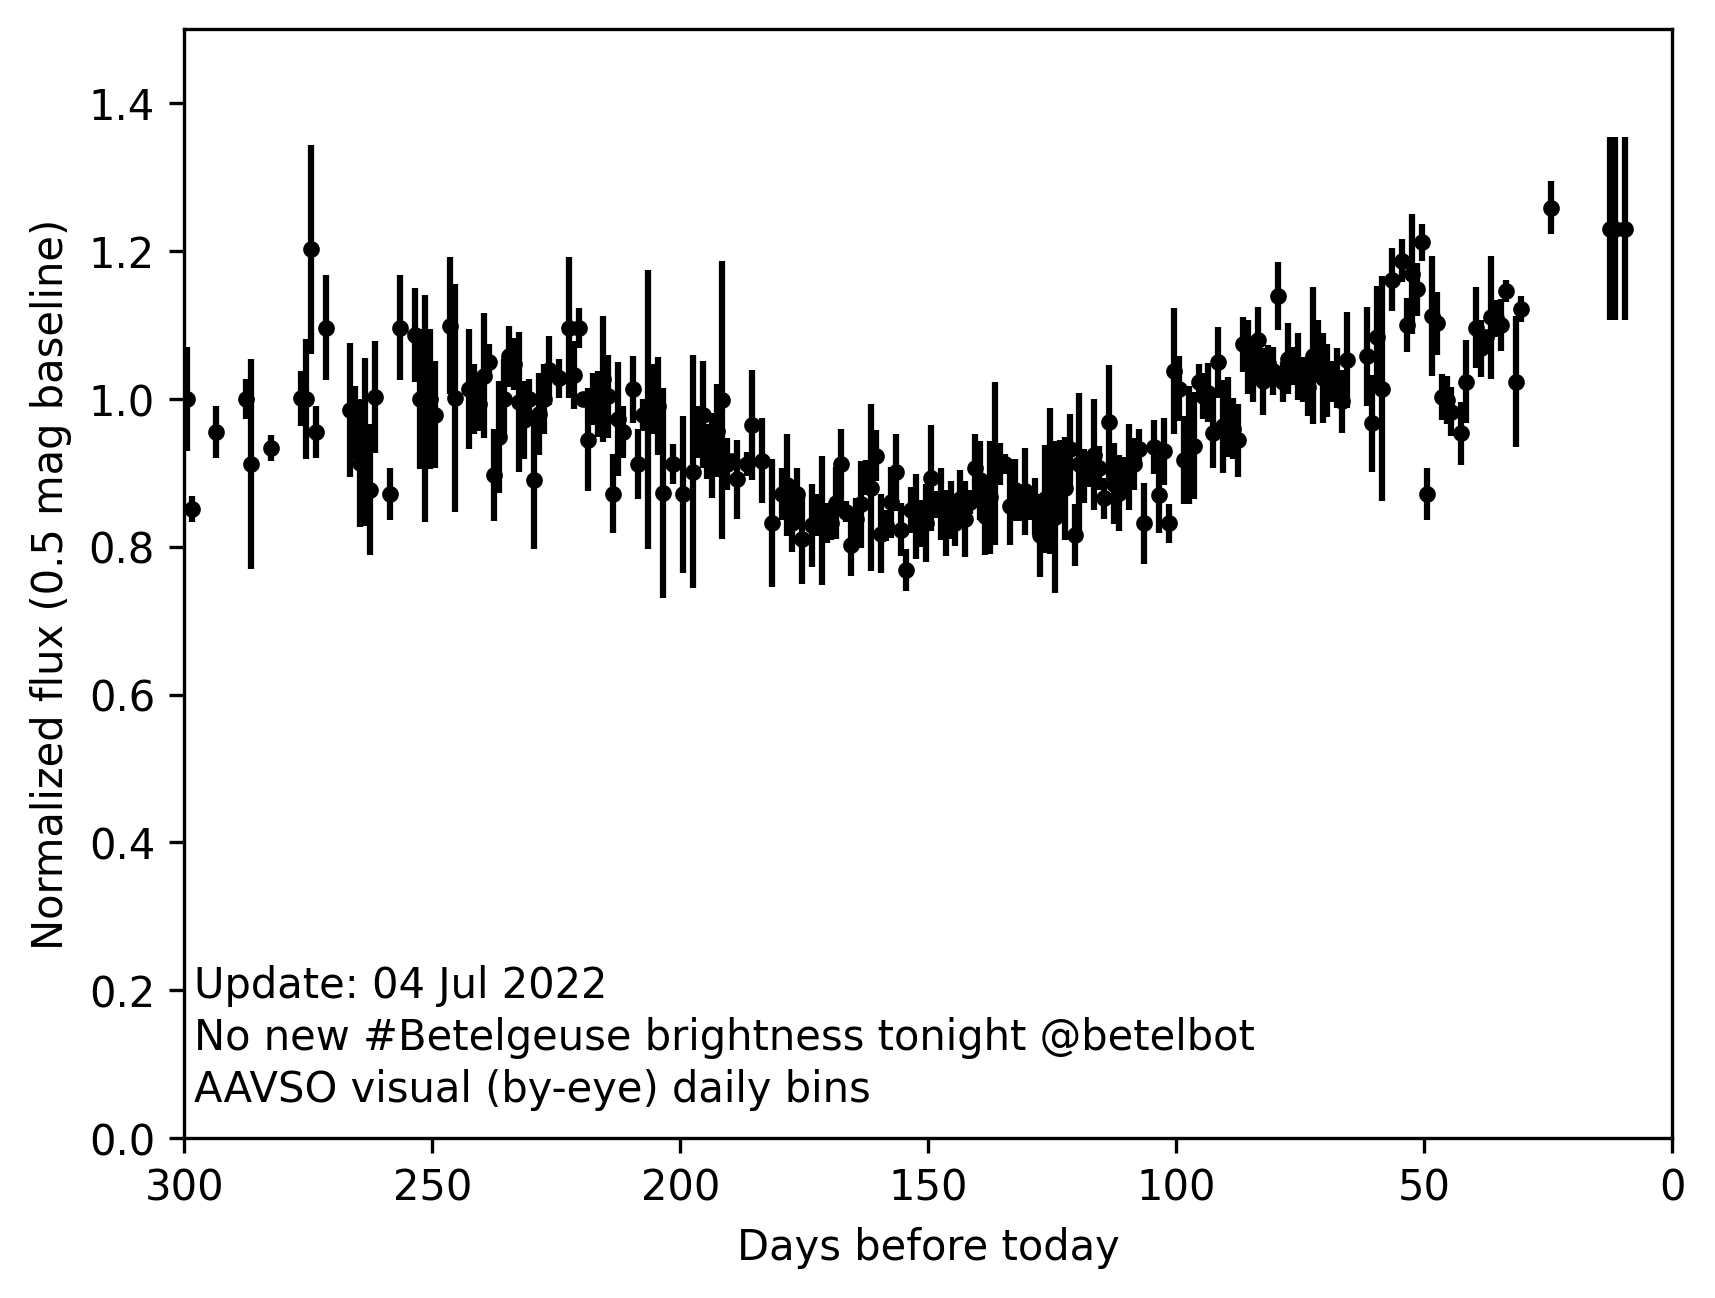 1.4
1.2
1.0
0.8
0.6
0.4
0.2
0.0
Normalized flux (0.5 mag baseline)
Update: 04 Jul 2022
No new #Betelgeuse brightness tonight @betelbot
AAVSO visual (by-eye) daily bins
300 250 200 150 100 50 0
Days before today